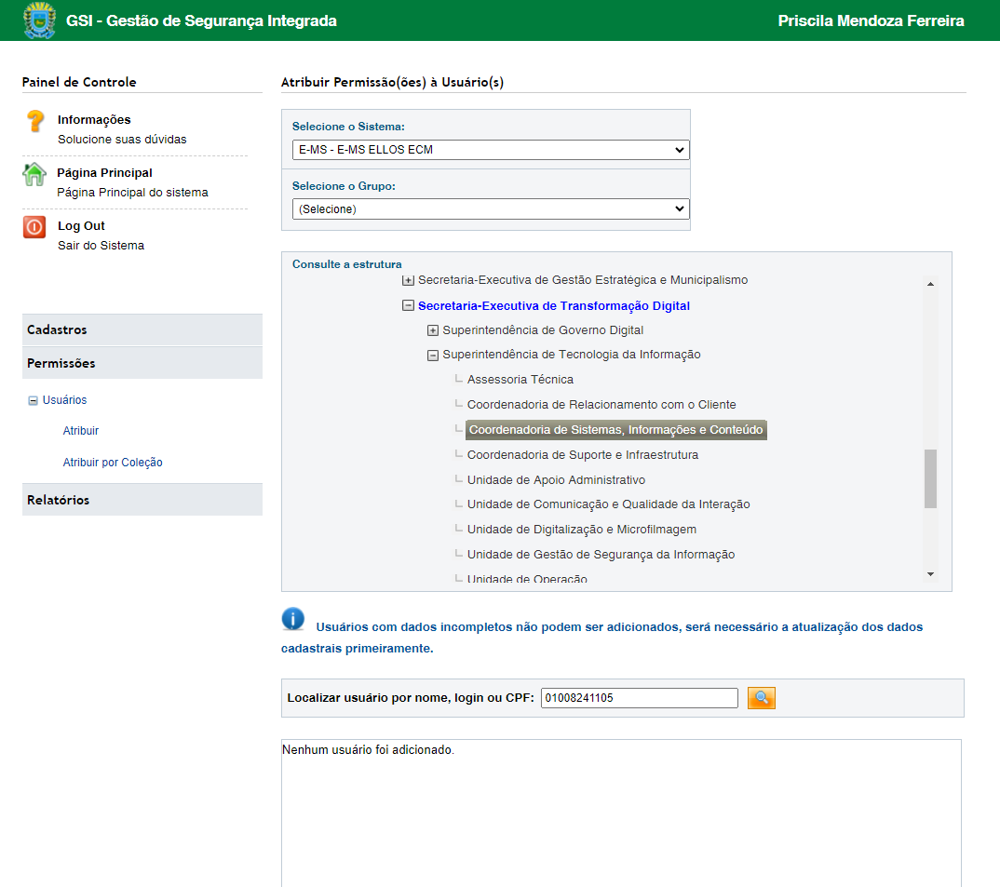 GSI - Gestão de Segurança Integrada
Priscila Mendoza Ferreira
Painel de Controle
Informações
Solucione suas dúvidas
Página Principal
Página Principal do sistema
Log Out
Sair do Sistema
Cadastros
Permissões
Usuários
Atribuir
Atribuir por Coleção
Relatórios
Atribuir Permissão(ões) à Usuário(s)
Selecione o Sistema:
E-MS - E-MS ELLOS ECM
Selecione o Grupo:
(Selecione)
Consulte a estrutura
Secretaria-Executiva de Gestão Estratégica e Municipalismo
Secretaria-Executiva de Transformação Digital
Superintendência de Governo Digital
Superintendência de Tecnologia da Informação
Assessoria Técnica
Coordenadoria de Relacionamento com o Cliente
Coordenadoria de Sistemas, Informações e Conteúdo
Coordenadoria de Suporte e Infraestrutura
Unidade de Apoio Administrativo
Unidade de Comunicação e Qualidade da Interação
Unidade de Digitalização e Microfilmagem
Unidade de Gestão de Segurança da Informação
Unidade de Operação
Usuários com dados incompletos não podem ser adicionados, será necessário a atualização dos dados
cadastrais primeiramente.
Localizar usuário por nome, login ou CPF: 01008241105
Nenhum usuário foi adicionado.